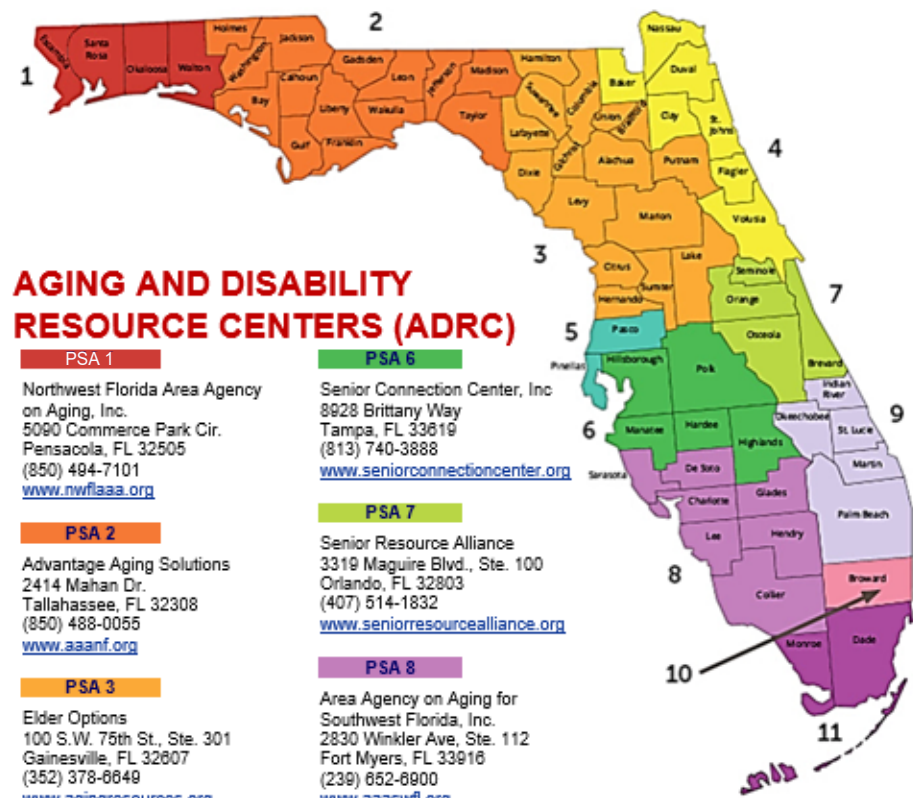 2
1
Escambia
Santa
Rosa
Okaloosa
Walton
Holmes
Washington
Jackson
Bay
Calhoun
Gulf
Liberty
Franklin
Gadsden
Leon
Wakulla
Jefferson
Madison
Taylor
Hamilton
Suwannee
Columbia
Lafayette
Dixie
Gilchrist
Union
Bradford
Alachua
Putnam
Levy
Marion
Citrus
Hernando
Sumter
Lake
3
Baker
Nassau
Duval
Clay
St.
Johns
Flagler
Volusia
4
Seminole
Orange
Osceola
Brevard
7
Pasco
Pinellas
5
Hillsborough
Polk
Manatee
Hardee
Highlands
6
Indian
River
Okeechobee
St. Lucie
Martin
Palm Beach
9
Sarasota
De Soto
Charlotte
Glades
Lee
Hendry
Collier
8
Broward
10
Monroe
Dade
11
AGING AND DISABILITY
RESOURCE CENTERS (ADRC)
PSA 1
Northwest Florida Area Agency
on Aging, Inc.
5090 Commerce Park Cir.
Pensacola, FL 32505
(850) 494-7101
www.nwflaaa.org
PSA 2
Advantage Aging Solutions
2414 Mahan Dr.
Tallahassee, FL 32308
(850) 488-0055
www.aaanf.org
PSA 3
Elder Options
100 S.W. 75th St., Ste. 301
Gainesville, FL 32607
(352) 378-6649
www.agingresources.org
PSA 6
Senior Connection Center, Inc
8928 Brittany Way
Tampa, FL 33619
(813) 740-3888
www.seniorconnectioncenter.org
PSA 7
Senior Resource Alliance
3319 Maguire Blvd., Ste. 100
Orlando, FL 32803
(407) 514-1832
www.seniorresourcealliance.org
PSA 8
Area Agency on Aging for
Southwest Florida, Inc.
2830 Winkler Ave, Ste. 112
Fort Myers, FL 33916
(239) 652-6900
www.aaaswfl.org